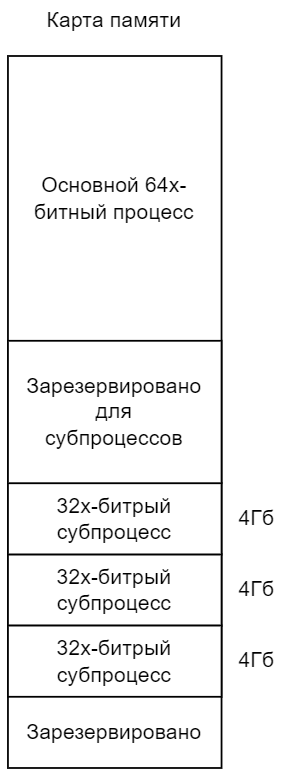 Карта памяти
Основной 64х-
битный процесс
Зарезервировано
для
субпроцессов
32х-битрый
субпроцесс
4Гб
32х-битрый
субпроцесс
4Гб
32х-битрый
субпроцесс
4Гб
Зарезервировано